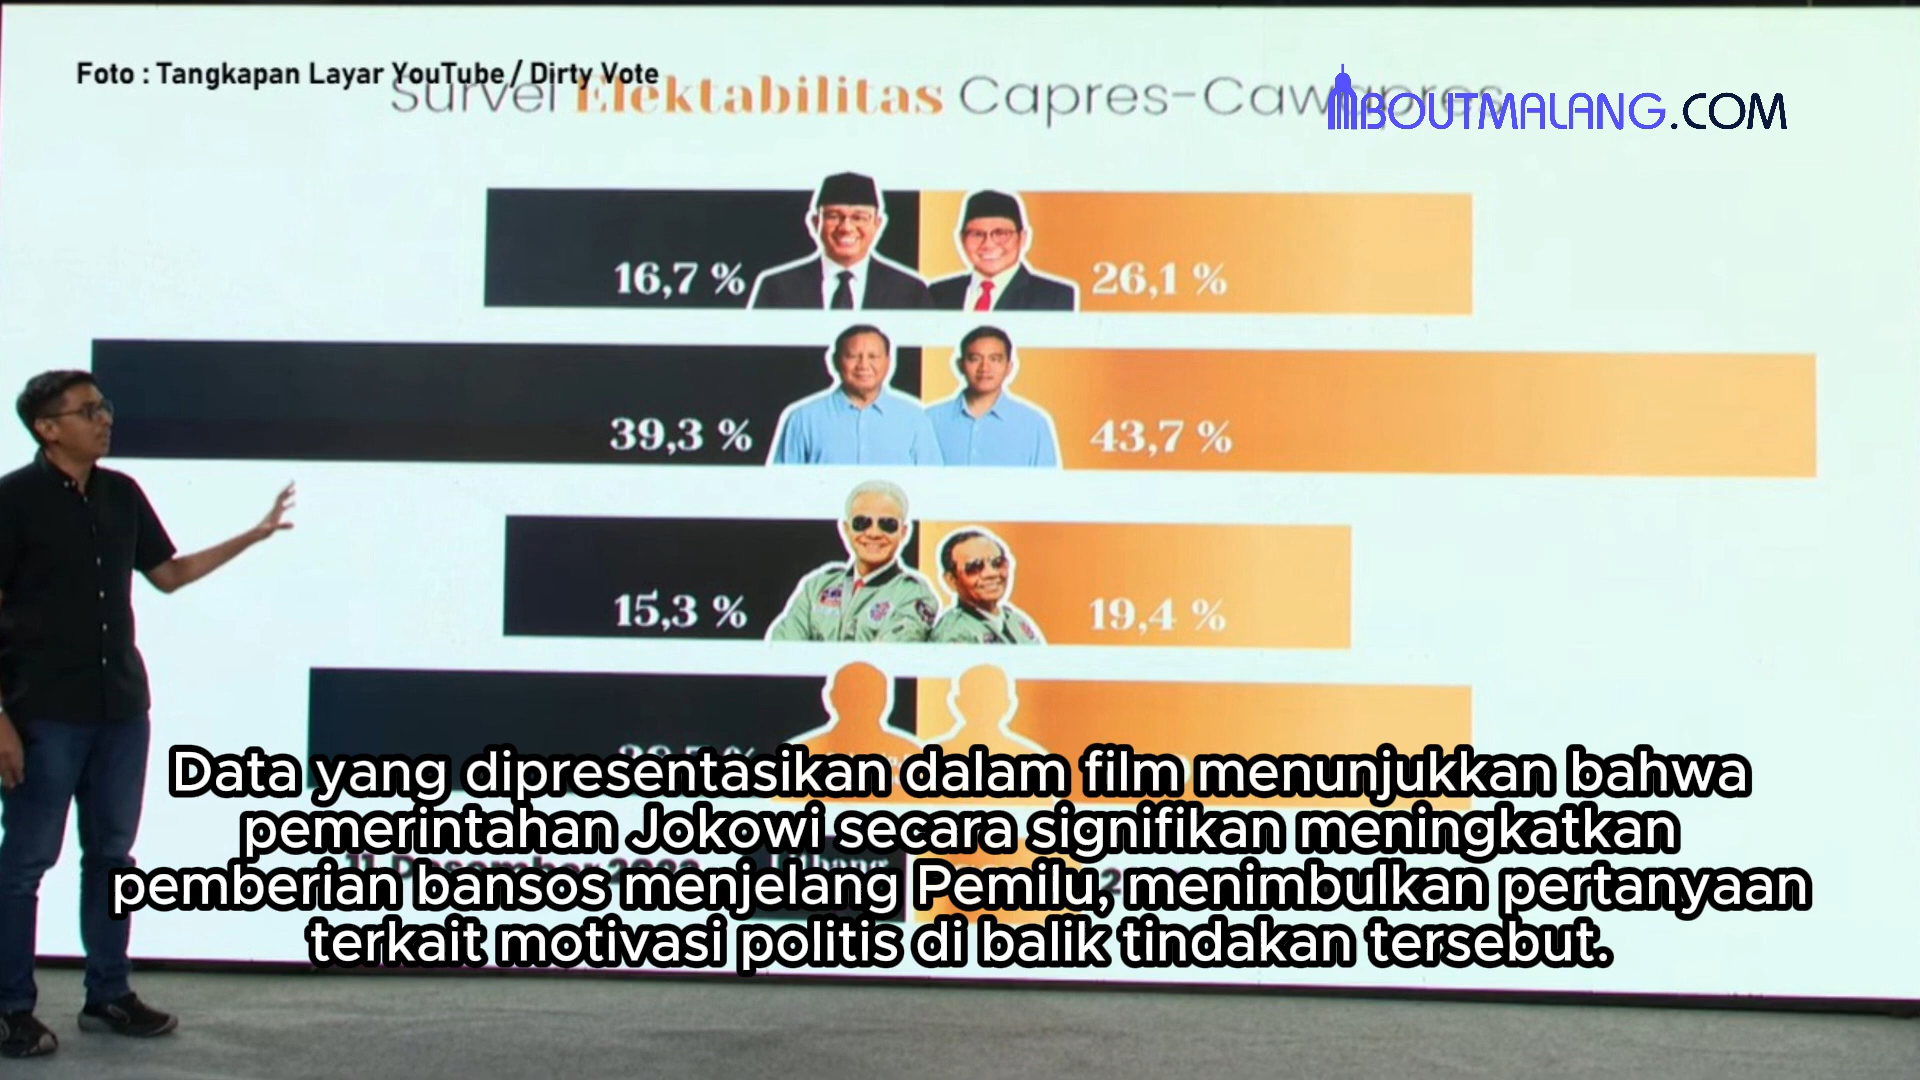 Foto : Tangkapan Layar YouTube / Dirty Vote
Survei Elektabilitas Capres-Cawapres
ABOUTMALANG.COM
16,7 % 26,1 %
39,3 % 43,7 %
15,3 % 19,4 %
Data yang dipresentasikan dalam film menunjukkan bahwa
pemerintahan Jokowi secara signifikan meningkatkan
pemberian bansos menjelang Pemilu, menimbulkan pertanyaan
terkait motivasi politis di balik tindakan tersebut.